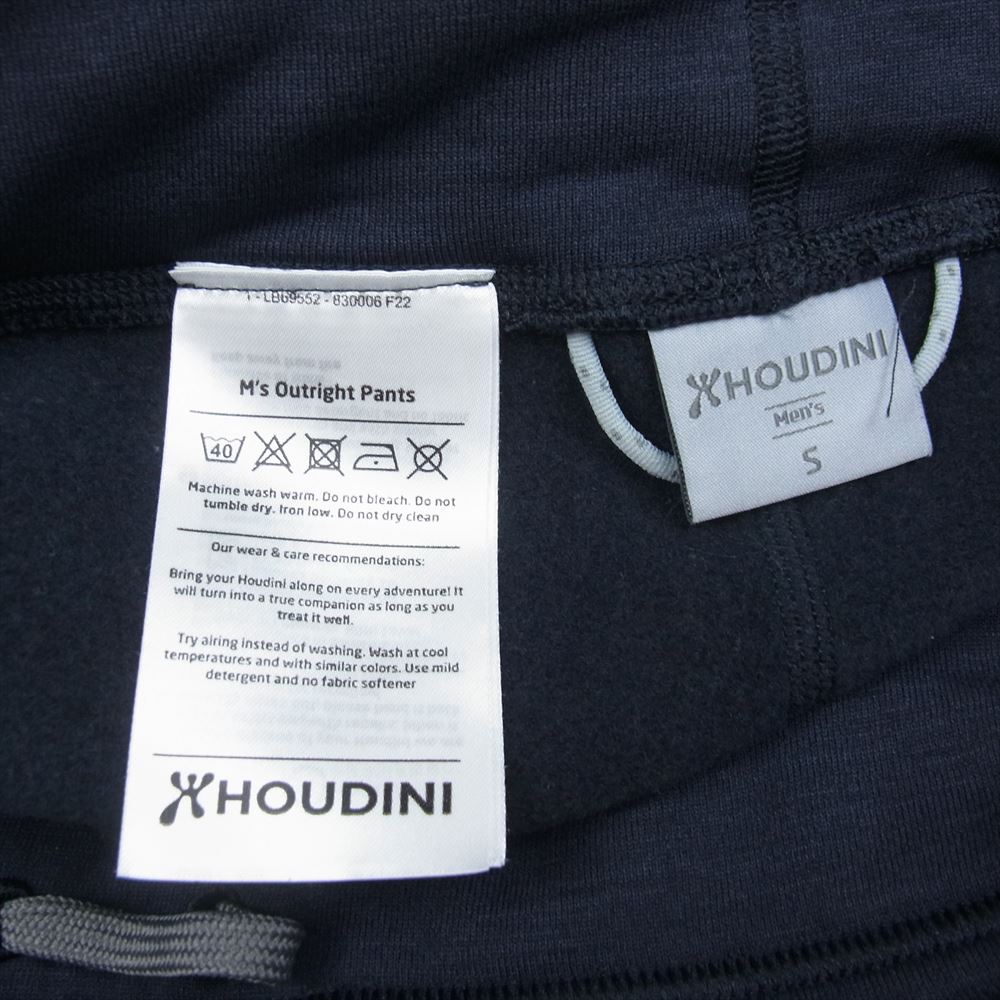 1 - LBG9552 - 830006 F22
M's Outright Pants
40
Machine wash warm. Do not bleach. Do not
tumble dry. Iron low. Do not dry clean
Our wear & care recommendations:
Bring your Houdini along on every adventure! It
will turn into a true companion as long as you
treat it well.
Try airing instead of washing. Wash at cool
temperatures and with similar colors. Use mild
detergent and no fabric softener
HOUDINI
HOUDINI
Men's
S